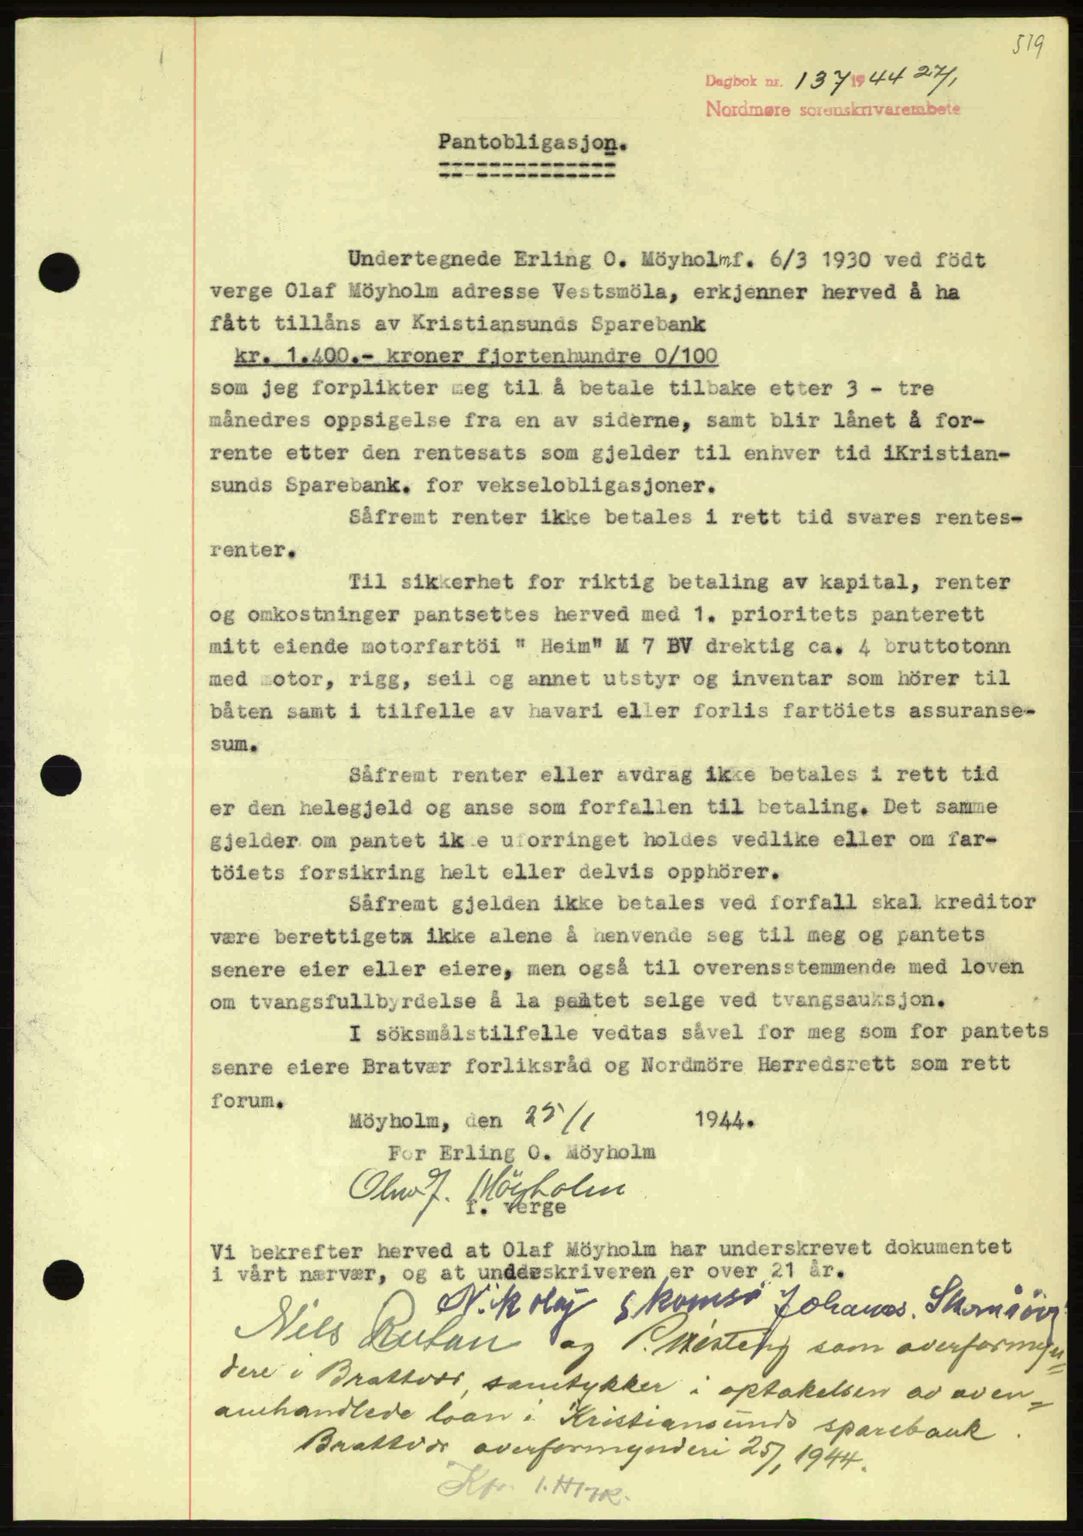 519
Dagbok nr. 137 1944 27/1
Nordmøre sorenskrivarembete
Pantobligasjon.
Undertegnede Erling O. Möyholm f. 6/3 1930 ved födt
verge Olaf Möyholm adresse Vestsmöla, erkjenner herved å ha
fått tillåns av Kristiansunds Sparebank
kr. 1.400.- kroner fjortenhundre 0/100
som jeg forplikter meg til å betale tilbake etter 3 - tre
månedres oppsigelse fra en av siderne, samt blir lånet å for-
rente etter den rentesats som gjelder til enhver tid iKristian-
sunds Sparebank. for vekselobligasjoner.
Såfremt renter ikke betales i rett tid svares rentes-
renter.
Til sikkerhet for riktig betaling av kapital, renter
og omkostninger pantsettes herved med 1. prioritets panterett
mitt eiende motorfartöi " Heim" M 7 BV drektig ca. 4 bruttotonn
med motor, rigg, seil og annet utstyr og inventar som hörer til
båten samt i tilfelle av havari eller forlis fartöiets assuranse-
sum.
Såfremt renter eller avdrag ikke betales i rett tid
er den helegjeld og anse som forfallen til betaling. Det samme
gjelder om pantet ikke uforringet holdes vedlike eller om far-
töiets forsikring helt eller delvis opphörer.
Såfremt gjelden ikke betales ved forfall skal kreditor
være berettiget ikke alene å henvende seg til meg og pantets
senere eier eller eiere, men også til overensstemmende med loven
om tvangsfullbyrdelse å la pantet selge ved tvangsauksjon.
I söksmålstilfelle vedtas såvel for meg som for pantets
senre eiere Bratvær forliksråd og Nordmöre Herredsrett som rett
forum.
Möyholm, den 25/1 1944.
For Erling O. Möyholm
Olav J. Möyholm
f. verge
Vi bekrefter herved at Olaf Möyholm har underskrevet dokumentet
i vårt nærvær, og at underskriveren er over 21 år.
Nikolaj Skomsö Johannes Skomsöy
Nils og P. som overformyn=
dere i Brattvær, samtykker i optakelsen av oven=
anhandlede loan i Kristiansunds sparebank.
Brattvær overformynderi 25/1 1944.